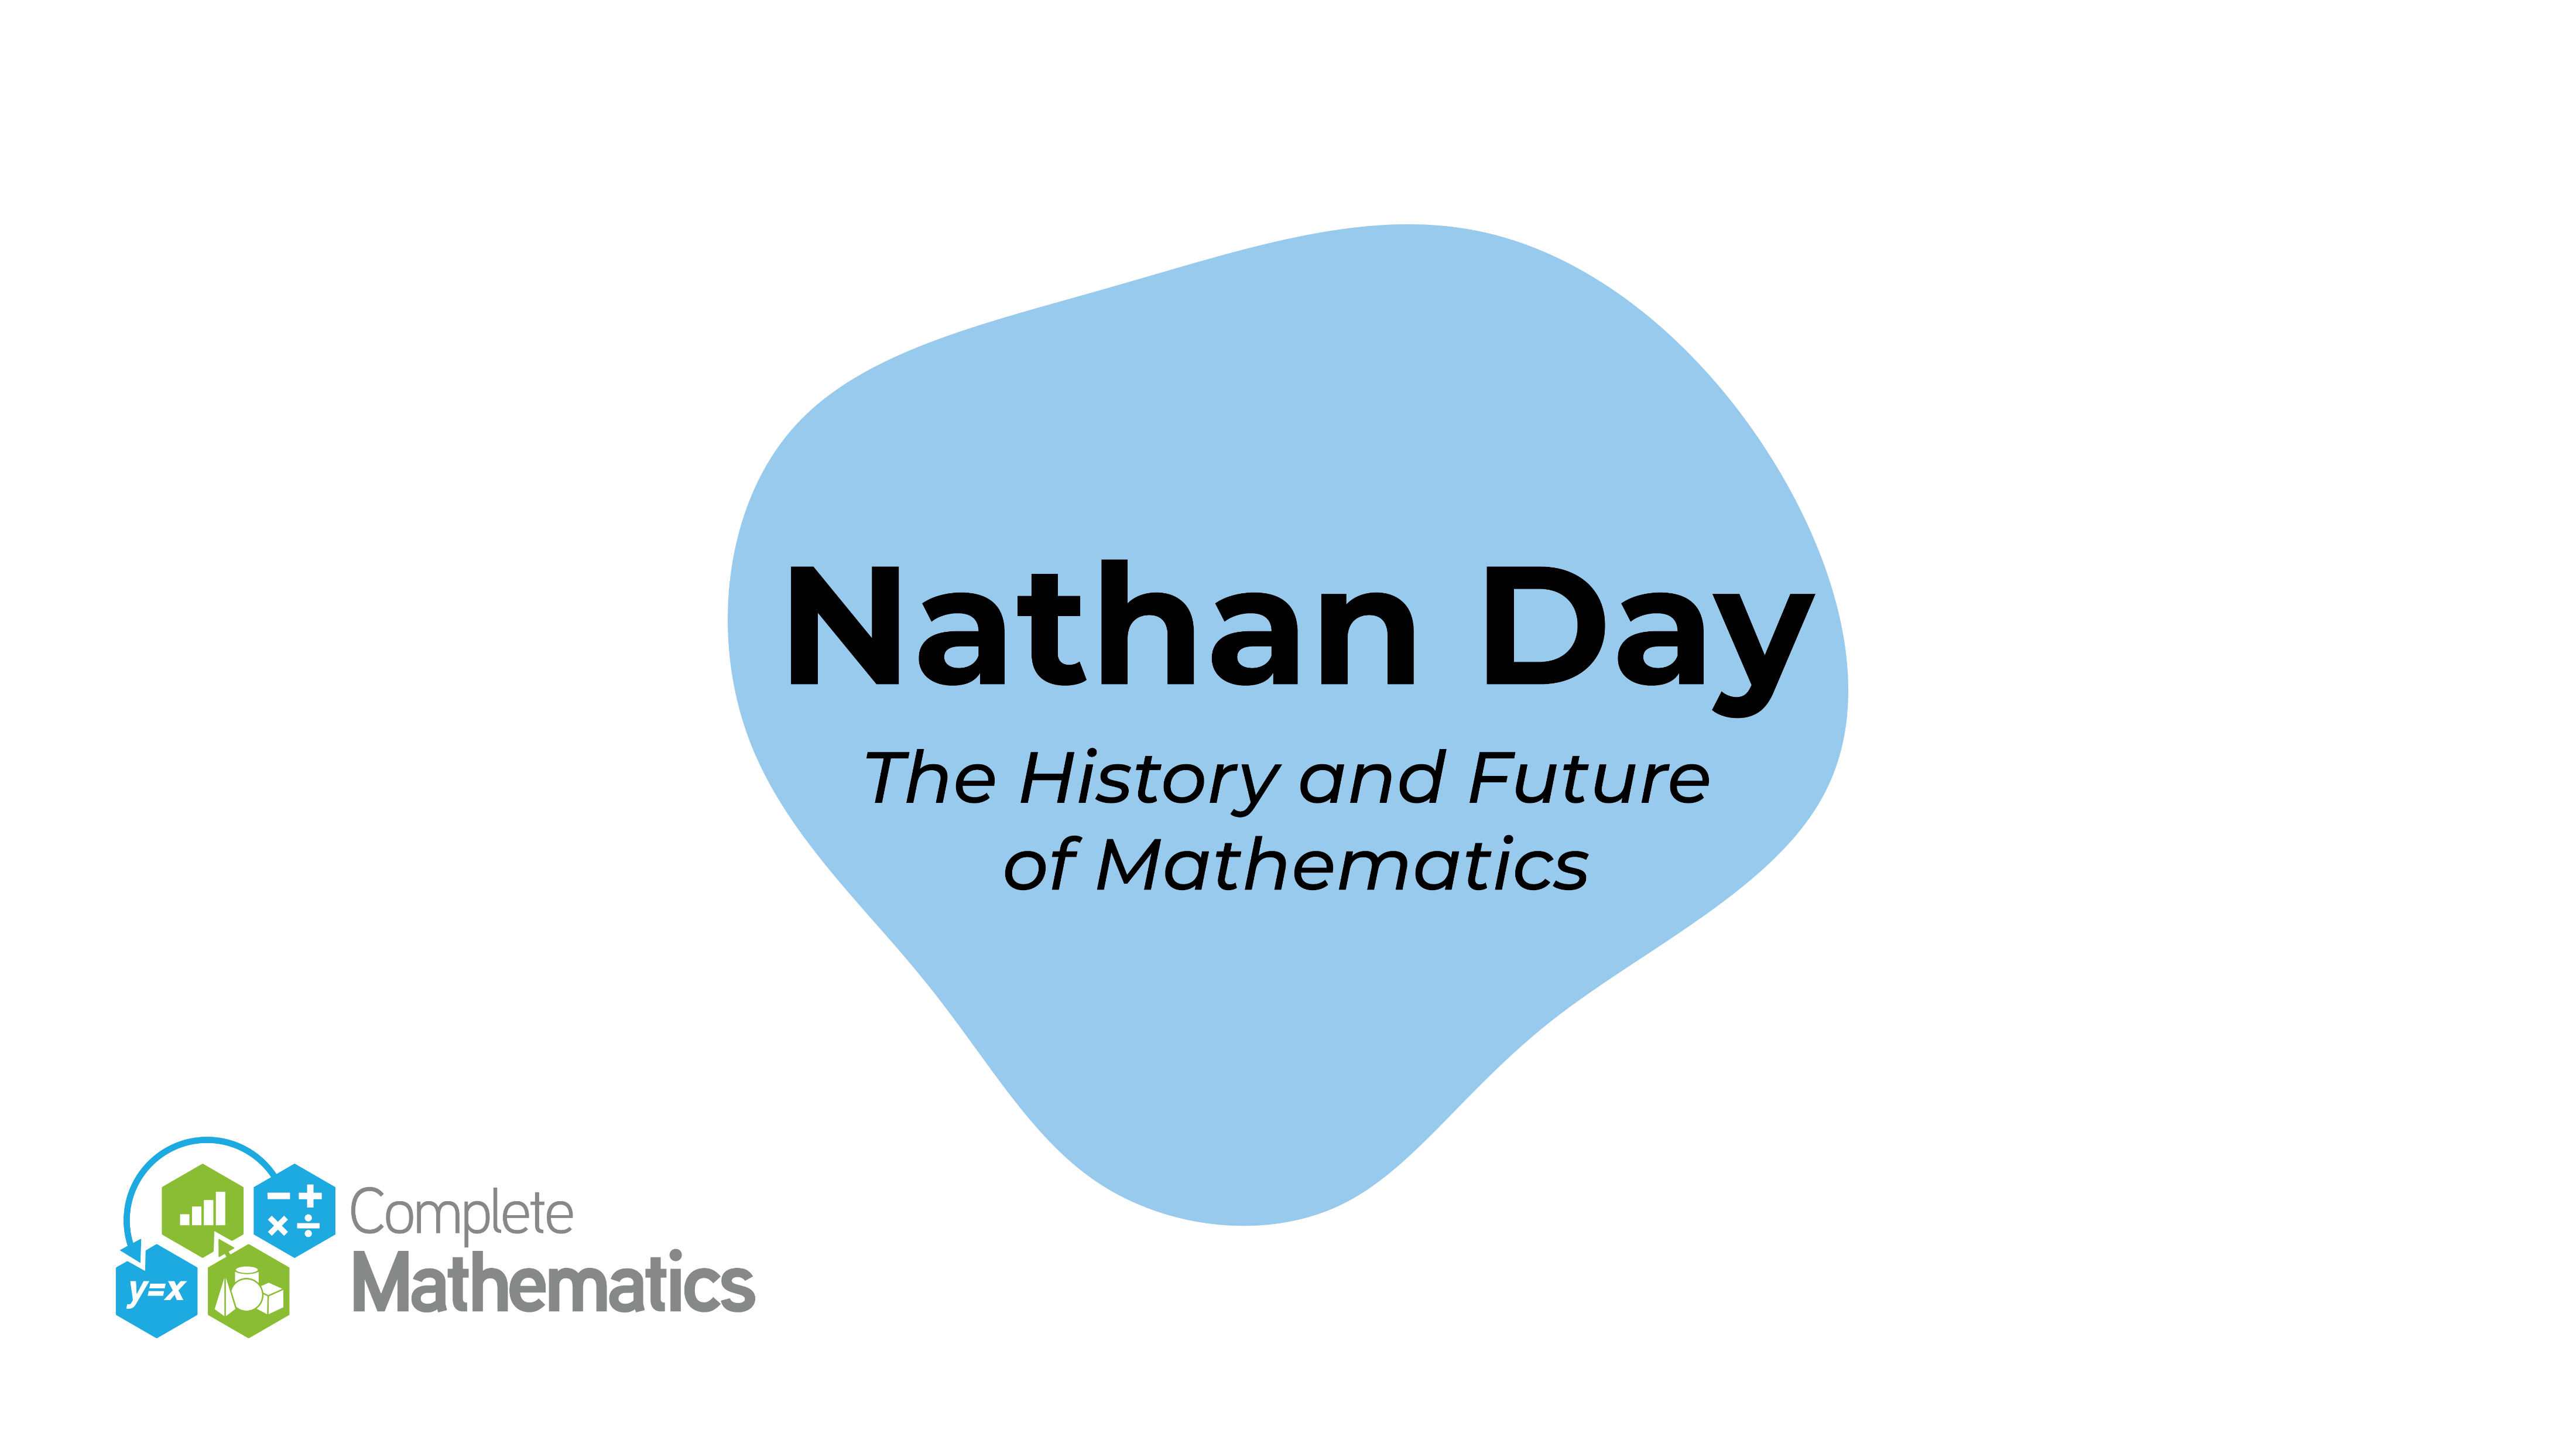 Nathan Day
The History and Future
of Mathematics
Complete
Mathematics
y=x